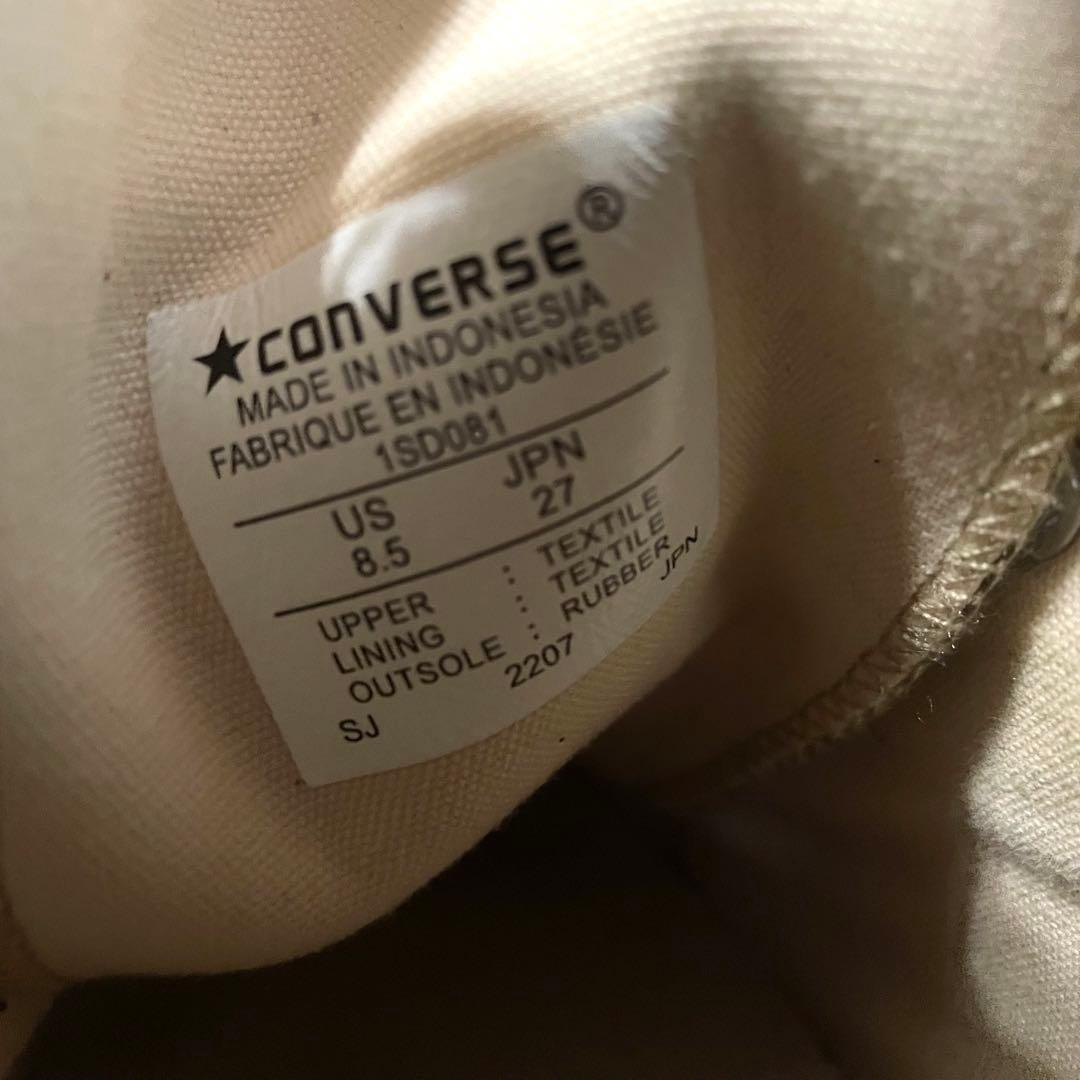 ★CONVERSE®
MADE IN INDONESIA
FABRIQUE EN INDONÉSIE
1SD081
US JPN
8.5 27
UPPER : TEXTILE
LINING : TEXTILE
OUTSOLE : RUBBER
SJ 2207 JPN